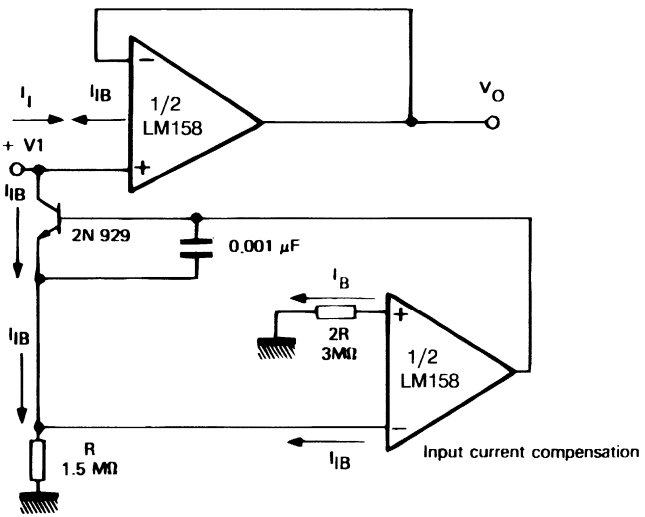 1/2
LM158
I_I
I_IB
V_O
+ V1
−
+
I_IB
2N 929
0.001 µF
I_B
2R
3MΩ
+
1/2
LM158
I_IB
−
R
1.5 MΩ
I_IB
Input current compensation